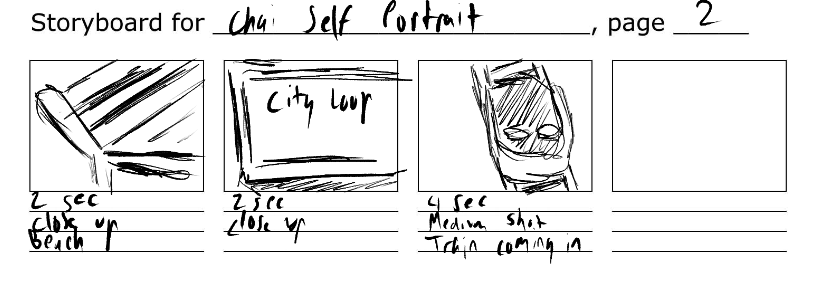 Storyboard for Chai Self Portrait, page 2
City Loop
2 sec
Close up
Bench
2 sec
Close up
4 sec
Medium shot
Train coming in